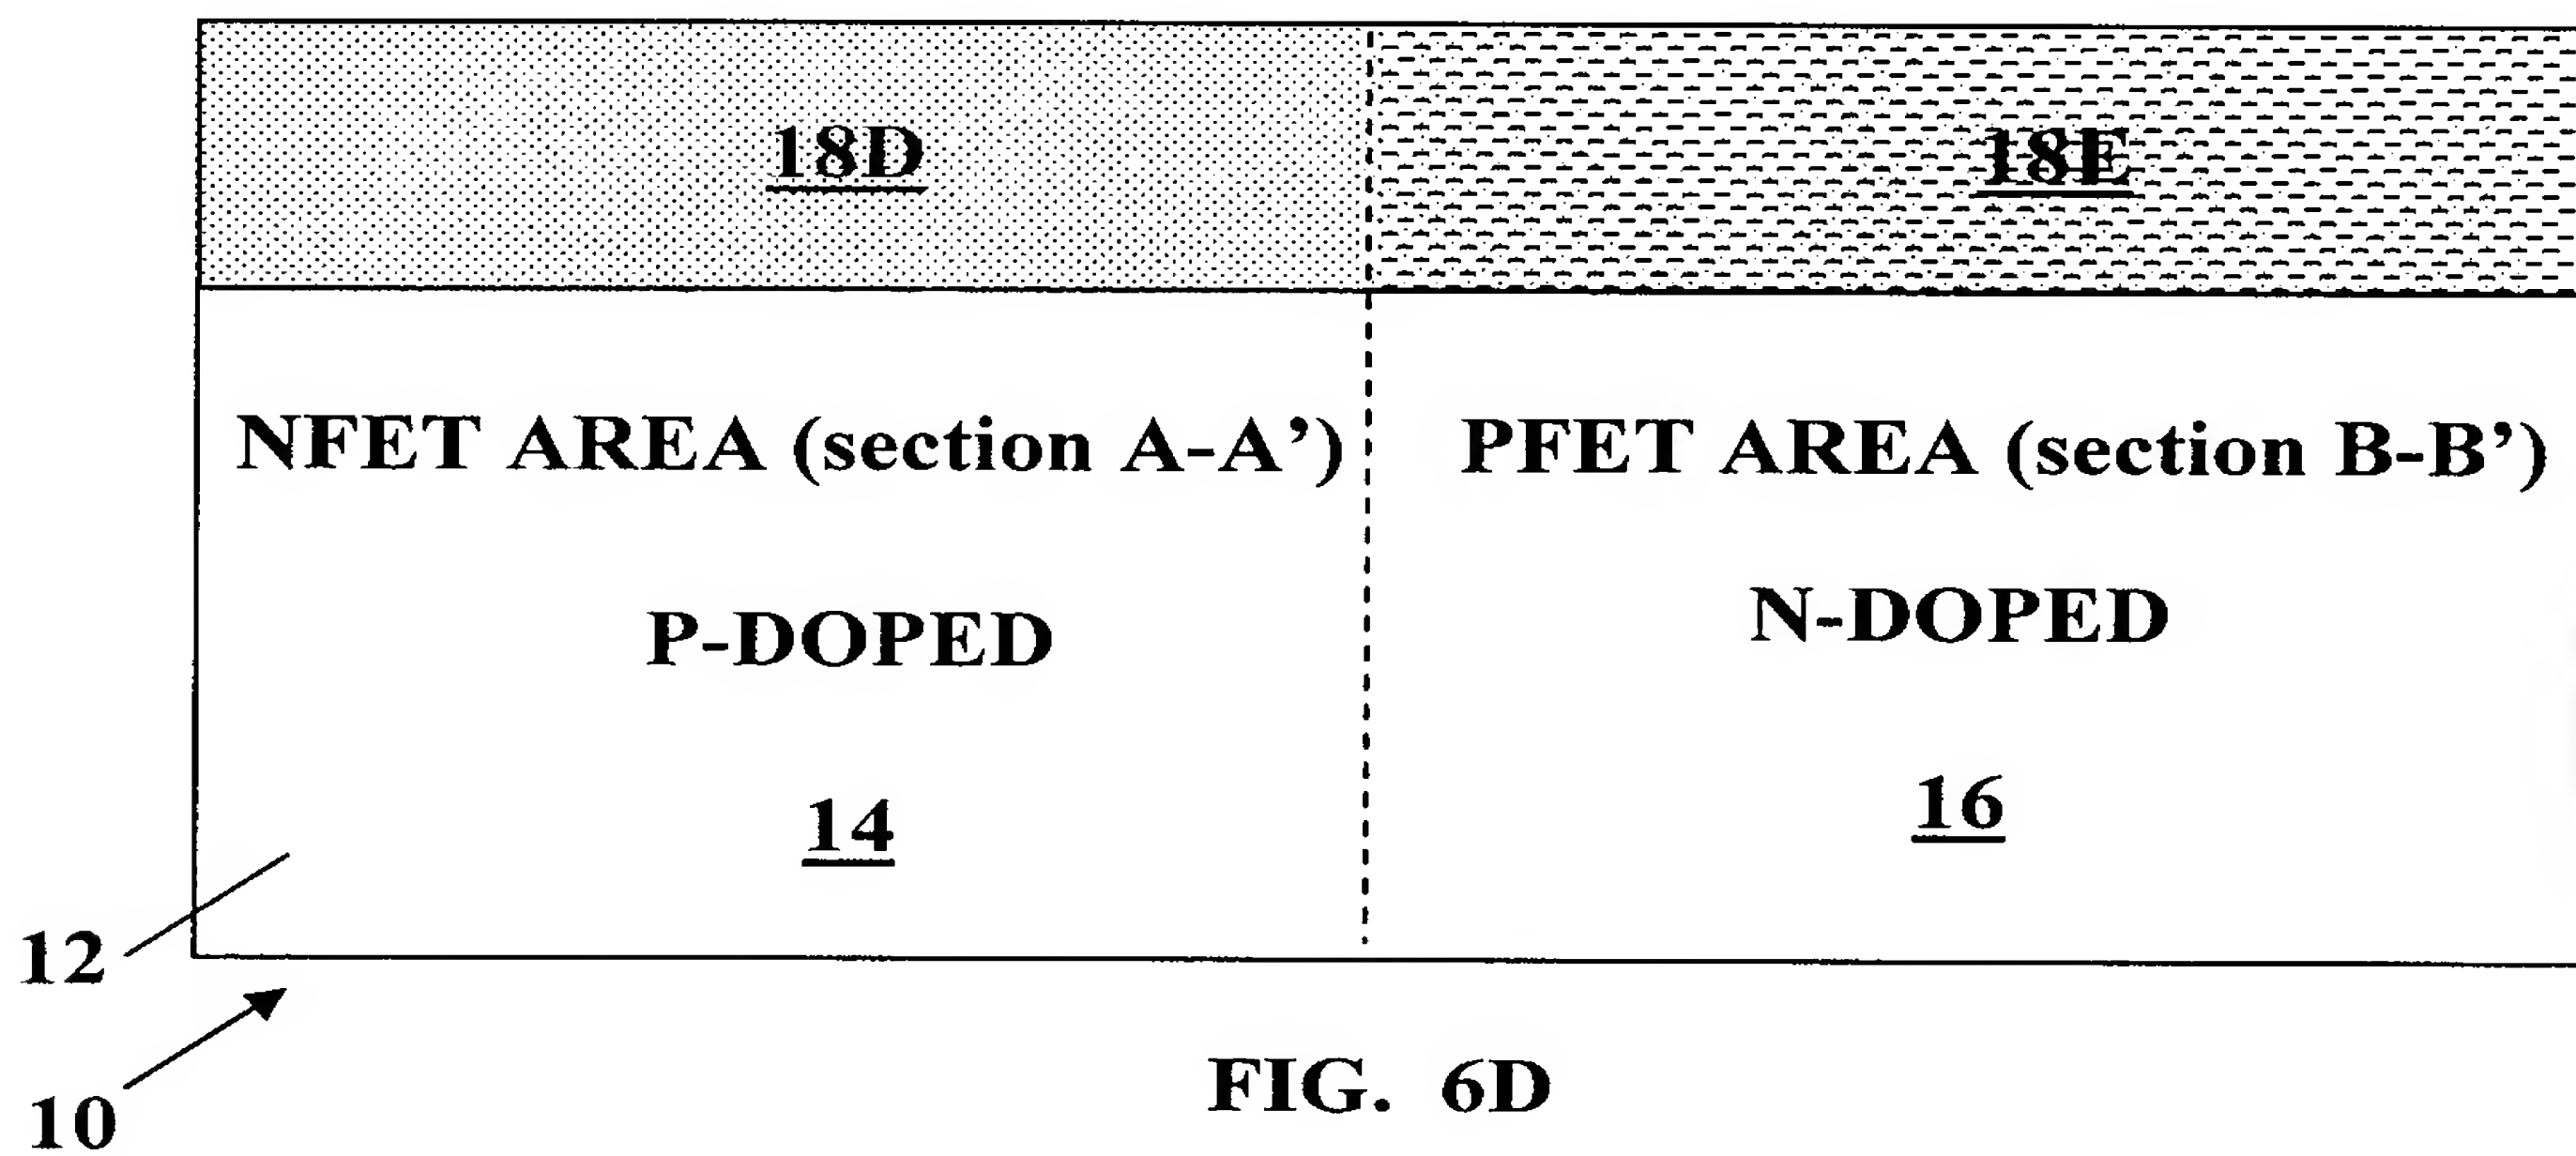 18D
18E
NFET AREA (section A-A’)
PFET AREA (section B-B’)
P-DOPED
N-DOPED
14
16
12
10
FIG. 6D